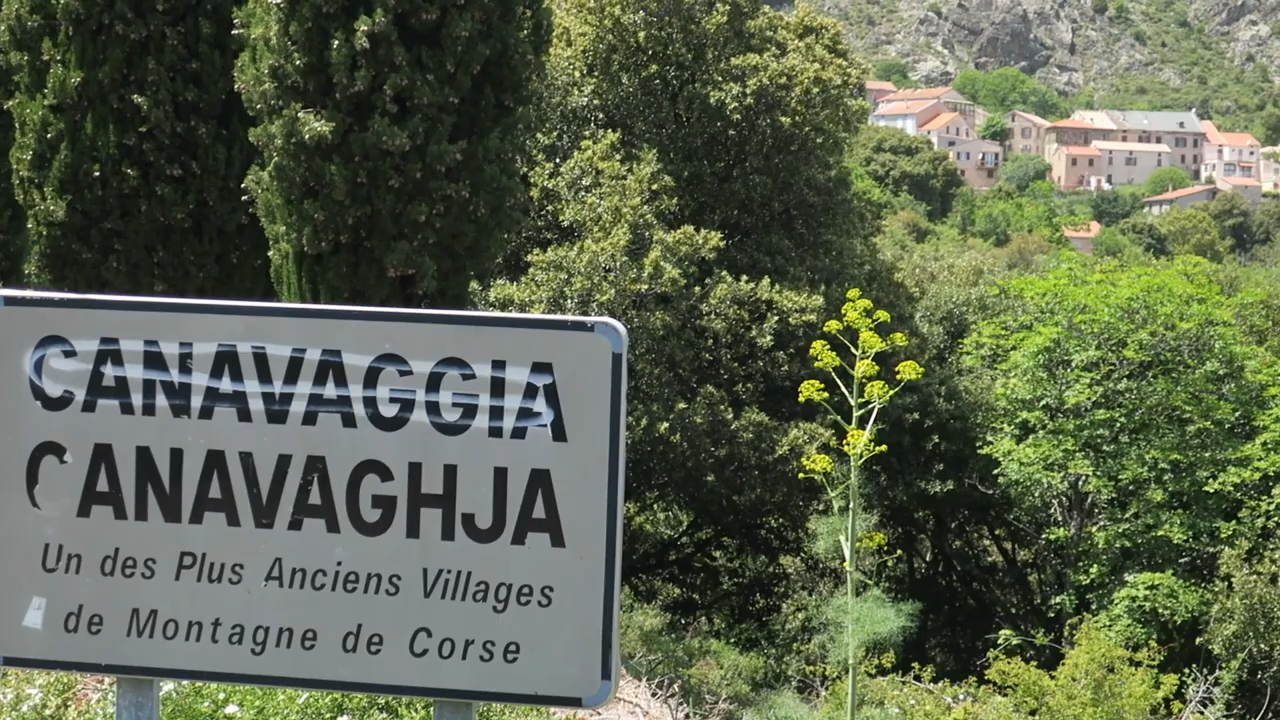 CANAVAGGIA
CANAVAGHJA
Un des Plus Anciens Villages
de Montagne de Corse